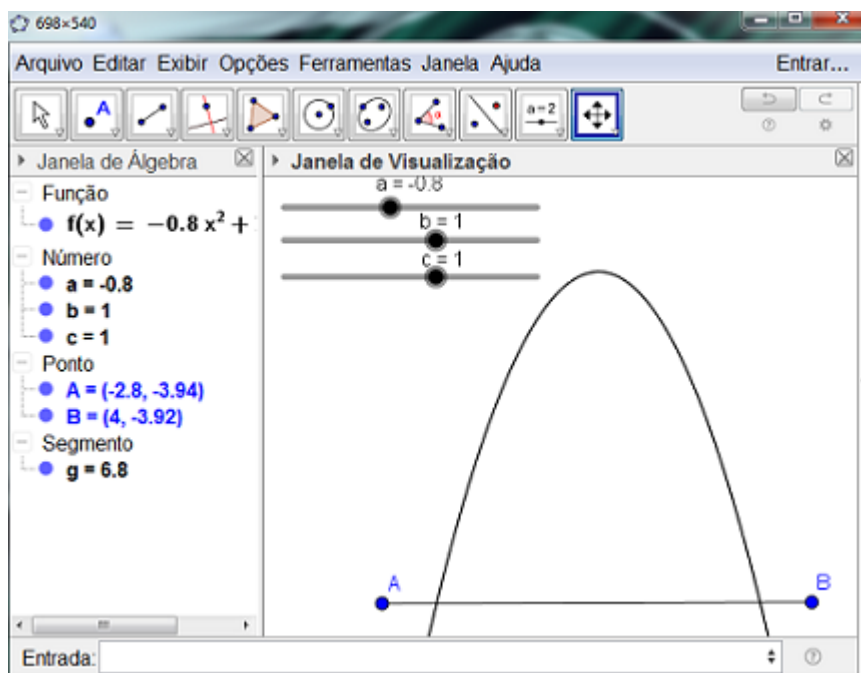 698×540
Arquivo Editar Exibir Opções Ferramentas Janela Ajuda Entrar...
A a=2
Janela de Álgebra
Janela de Visualização
Função
f(x) = −0.8 x² +
Número
a = -0.8
b = 1
c = 1
Ponto
A = (-2.8, -3.94)
B = (4, -3.92)
Segmento
g = 6.8
a = -0.8
b = 1
c = 1
A
B
Entrada: